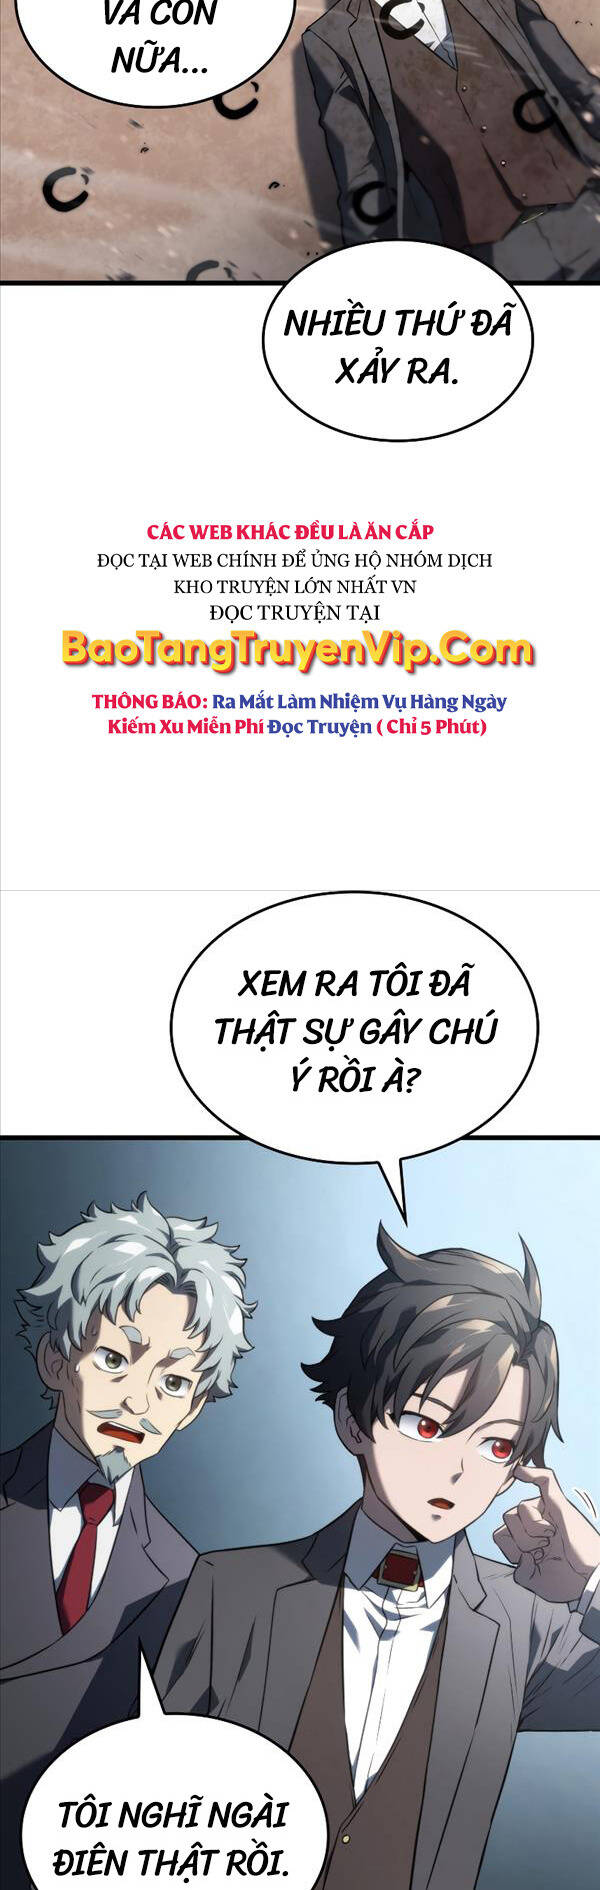 VÀ CÒN
NỮA...
NHIỀU THỨ ĐÃ
XẢY RA.
CÁC WEB KHÁC ĐỀU LÀ ĂN CẮP
ĐỌC TẠI WEB CHÍNH ĐỂ ỦNG HỘ NHÓM DỊCH
KHO TRUYỆN LỚN NHẤT VN
ĐỌC TRUYỆN TẠI
BaoTangTruyenVip.Com
THÔNG BÁO: Ra Mắt Làm Nhiệm Vụ Hàng Ngày
Kiếm Xu Miễn Phí Đọc Truyện ( Chỉ 5 Phút)
XEM RA TÔI ĐÃ
THẬT SỰ GÂY CHÚ
Ý RỒI À?
TÔI NGHĨ NGÀI
ĐIÊN THẬT RỒI.